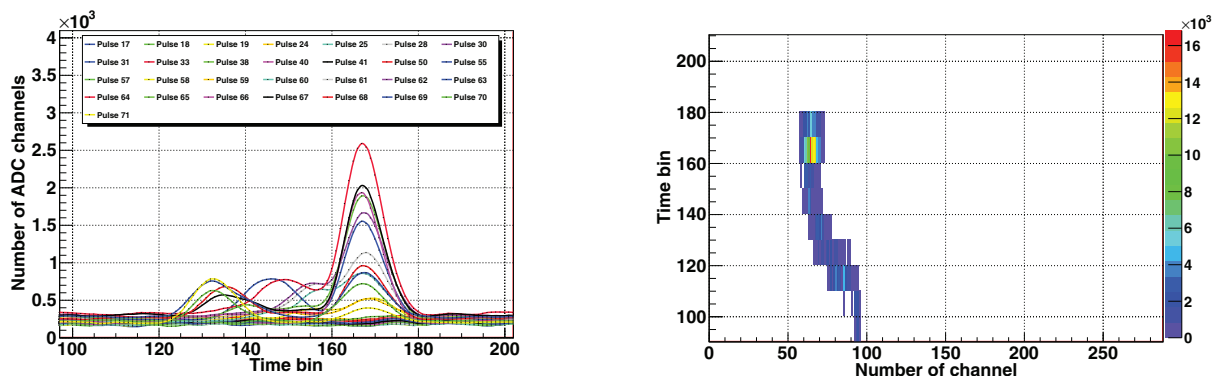 ×10³
Number of ADC channels
4
3.5
3
2.5
2
1.5
1
0.5
0
Pulse 17 Pulse 18 Pulse 19 Pulse 24 Pulse 25 Pulse 28 Pulse 30
Pulse 31 Pulse 33 Pulse 38 Pulse 40 Pulse 41 Pulse 50 Pulse 55
Pulse 57 Pulse 58 Pulse 59 Pulse 60 Pulse 61 Pulse 62 Pulse 63
Pulse 64 Pulse 65 Pulse 66 Pulse 67 Pulse 68 Pulse 69 Pulse 70
Pulse 71
100 120 140 160 180 200
Time bin
Time bin
200
180
160
140
120
100
0 50 100 150 200 250
Number of channel
×10³
16
14
12
10
8
6
4
2
0